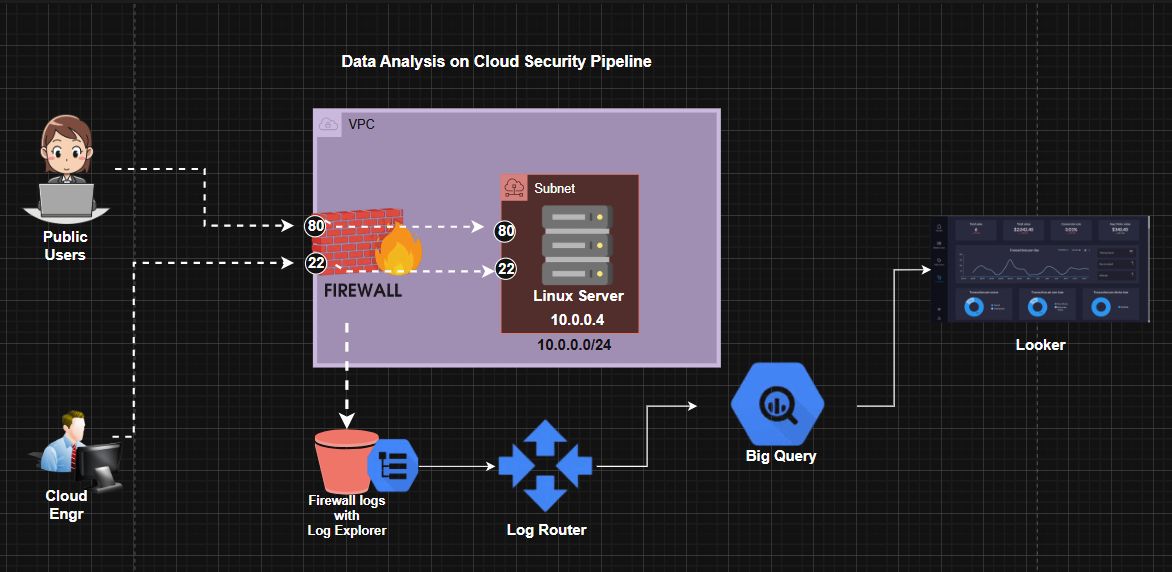 Data Analysis on Cloud Security Pipeline
VPC
Subnet
Public
Users
80
80
22
22
FIREWALL
Linux Server
10.0.0.4
10.0.0.0/24
Looker
Cloud
Engr
Firewall logs
with
Log Explorer
Log Router
Big Query